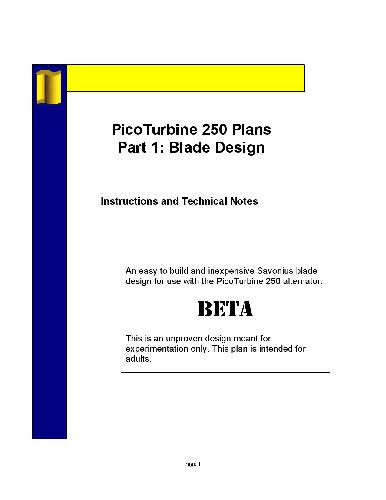 PicoTurbine 250 Plans
Part 1: Blade Design
Instructions and Technical Notes
An easy to build and inexpensive Savonius blade
design for use with the PicoTurbine 250 alternator.
BETA
This is an unproven design meant for
experimentation only. This plan is intended for
adults.
Page 1